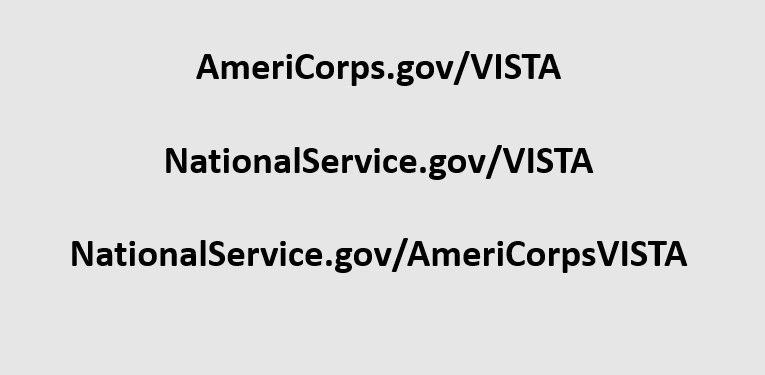 AmeriCorps.gov/VISTA
NationalService.gov/VISTA
NationalService.gov/AmeriCorpsVISTA